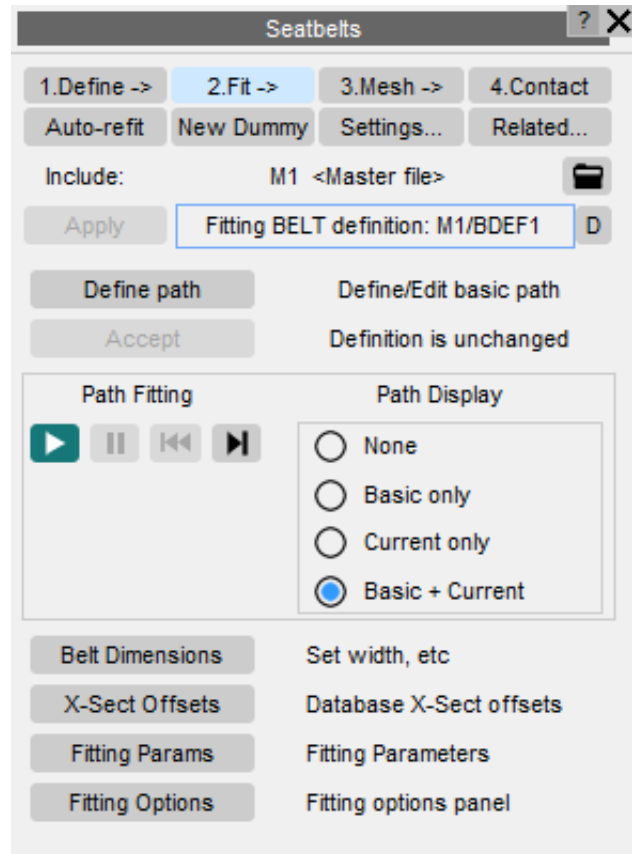 Seatbelts ?
1.Define -> 2.Fit -> 3.Mesh -> 4.Contact
Auto-refit New Dummy Settings... Related...
Include: M1 <Master file>
Apply Fitting BELT definition: M1/BDEF1 D
Define path Define/Edit basic path
Accept Definition is unchanged
Path Fitting Path Display
None
Basic only
Current only
Basic + Current
Belt Dimensions Set width, etc
X-Sect Offsets Database X-Sect offsets
Fitting Params Fitting Parameters
Fitting Options Fitting options panel